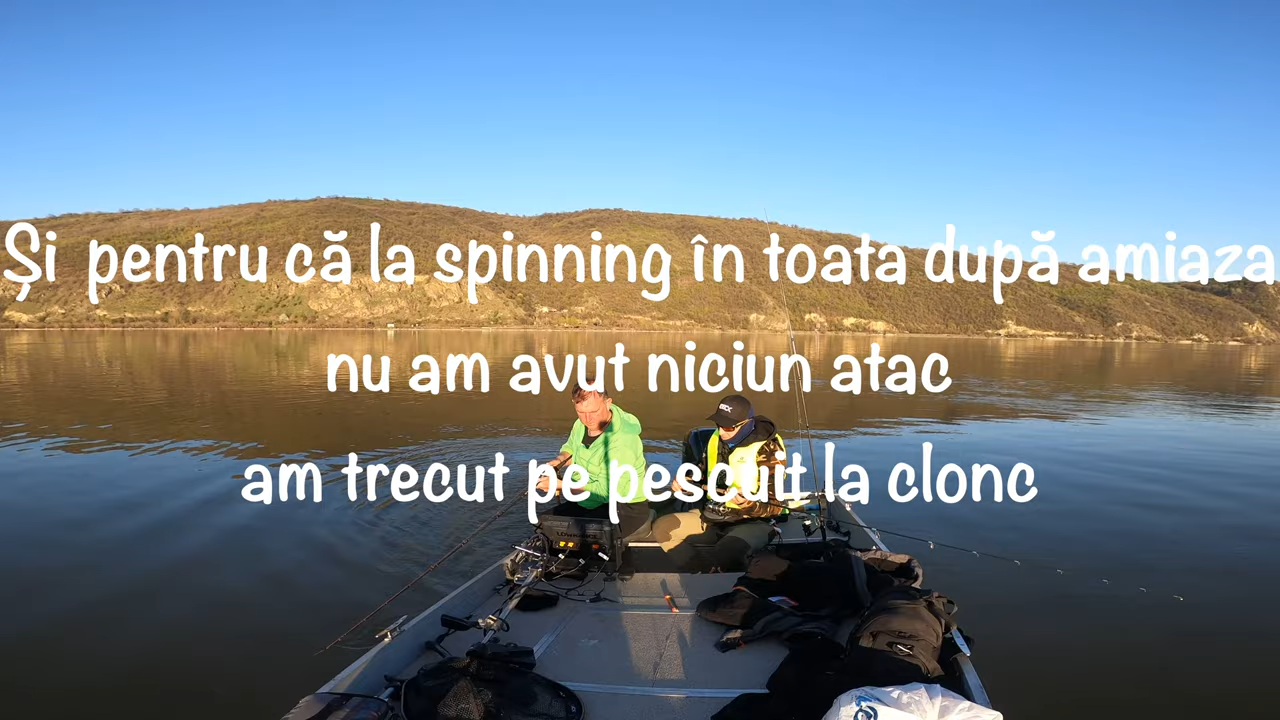 Și pentru că la spinning în toata după amiaza
nu am avut niciun atac
am trecut pe pescuit la clonc